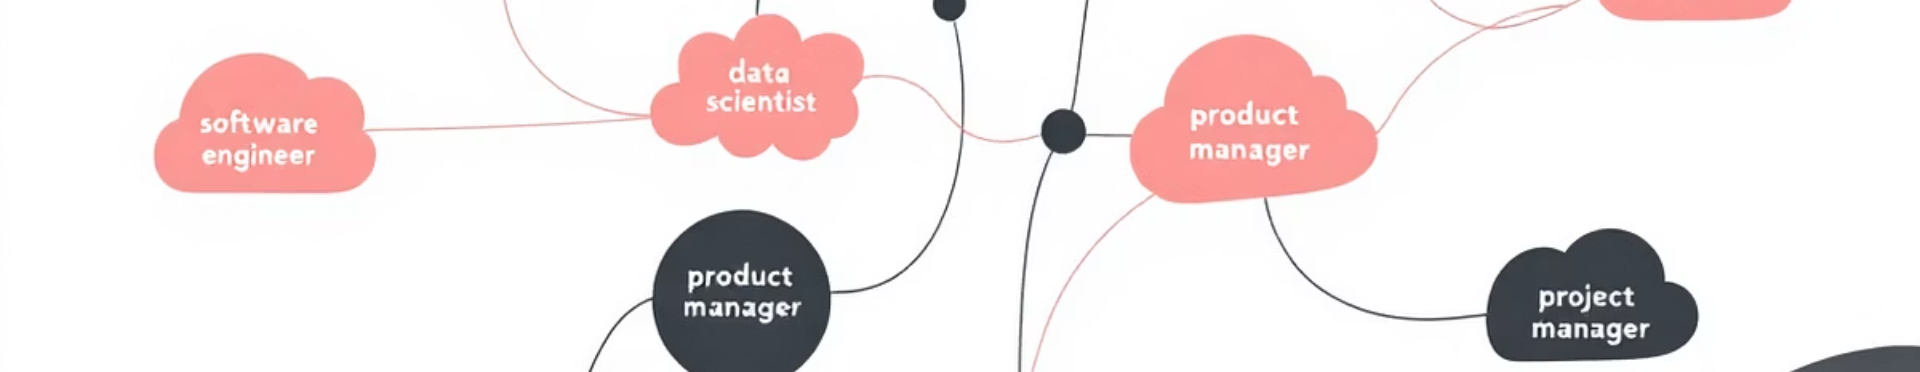 software
engineer
data
scientist
product
manager
product
manager
project
manager